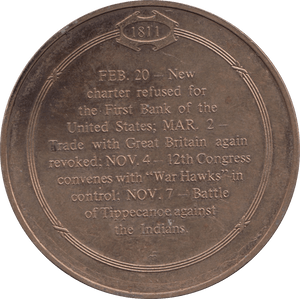 1811
FEB. 20 – New
charter refused for
the First Bank of the
United States; MAR. 2 –
Trade with Great Britain again
revoked; NOV. 4 – 12th Congress
convenes with "War Hawks" in
control; NOV. 7 – Battle
of Tippecanoe against
the Indians.